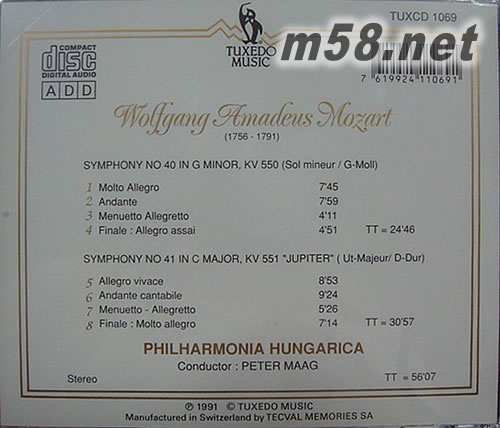 TUXCD 1069
COMPACT
disc
DIGITAL AUDIO
ADD
TUXEDO
MUSIC
m58.net
7 619924 110691
Wolfgang Amadeus Mozart
(1756 - 1791)
SYMPHONY NO 40 IN G MINOR, KV 550 (Sol mineur / G-Moll)
1 Molto Allegro 7'45
2 Andante 7'59
3 Menuetto Allegretto 4'11
4 Finale : Allegro assai 4'51 TT = 24'46
SYMPHONY NO 41 IN C MAJOR, KV 551 "JUPITER" ( Ut-Majeur/ D-Dur)
5 Allegro vivace 8'53
6 Andante cantabile 9'24
7 Menuetto - Allegretto 5'26
8 Finale : Molto allegro 7'14 TT = 30'57
PHILHARMONIA HUNGARICA
Conductor : PETER MAAG
Stereo TT = 56'07
℗ 1991 © TUXEDO MUSIC
Manufactured in Switzerland by TECVAL MEMORIES SA